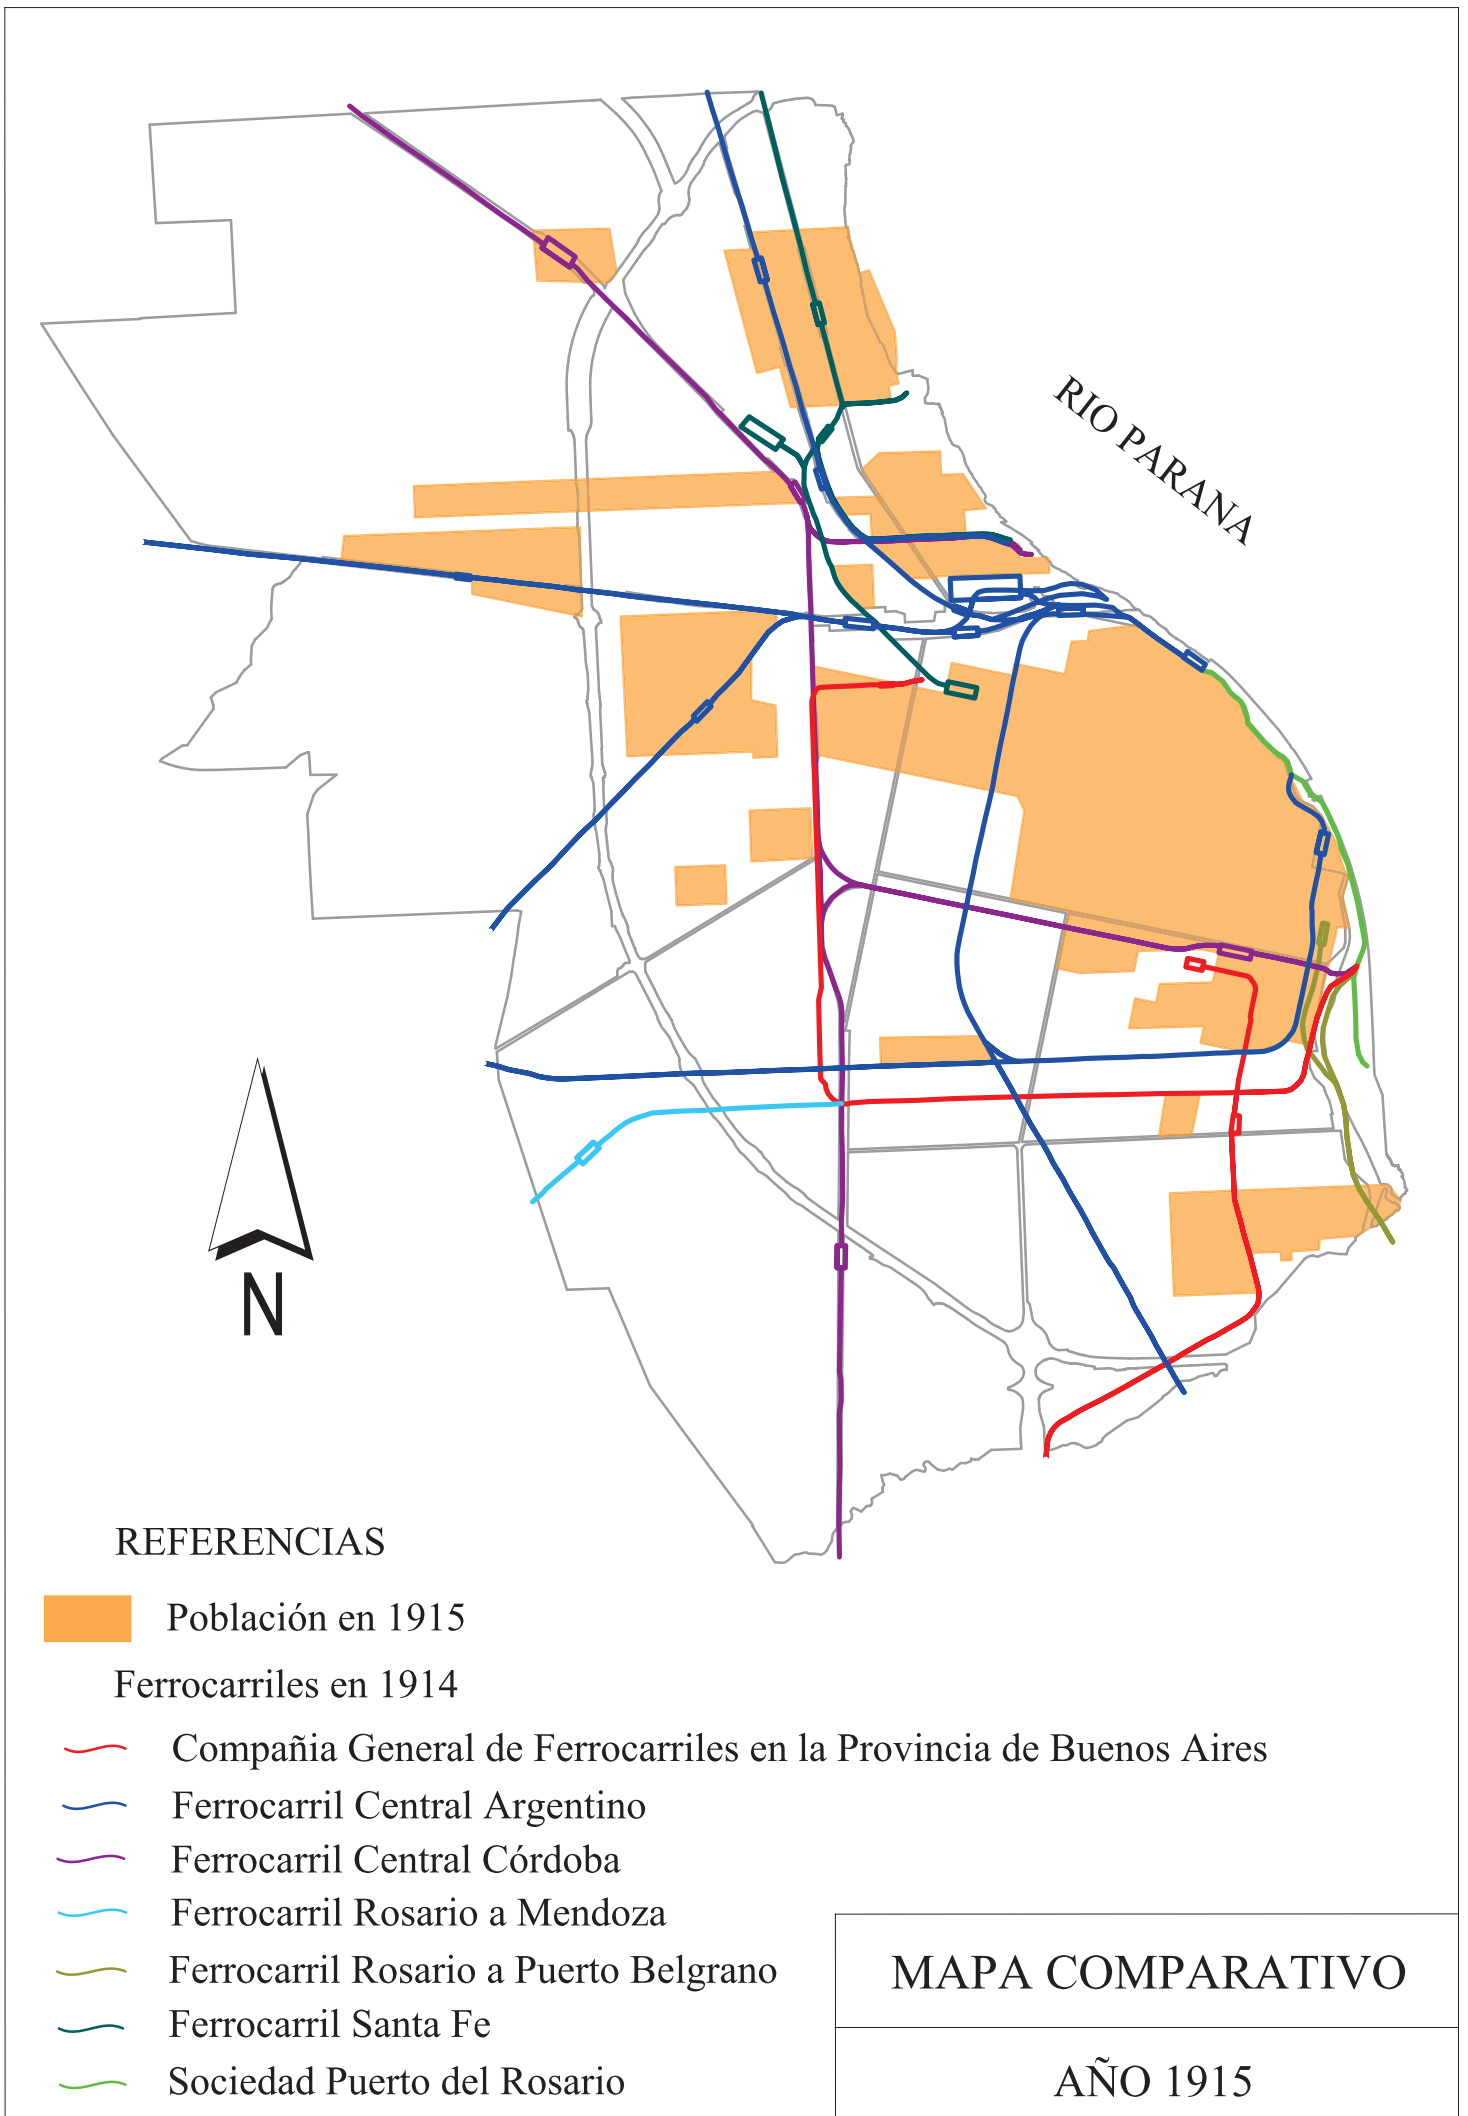 RIO PARANA
N
REFERENCIAS
Población en 1915
Ferrocarriles en 1914
Compañia General de Ferrocarriles en la Provincia de Buenos Aires
Ferrocarril Central Argentino
Ferrocarril Central Córdoba
Ferrocarril Rosario a Mendoza
Ferrocarril Rosario a Puerto Belgrano
Ferrocarril Santa Fe
Sociedad Puerto del Rosario
MAPA COMPARATIVO
AÑO 1915